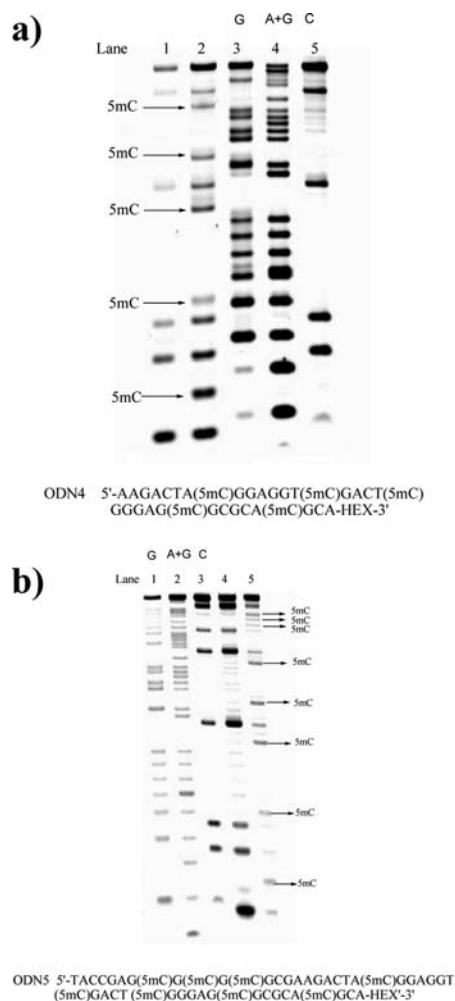 a)
G A+G C
Lane 1 2 3 4 5
5mC
5mC
5mC
5mC
5mC
ODN4 5'-AAGACTA(5mC)GGAGGT(5mC)GACT(5mC)
GGGAG(5mC)GCGCA(5mC)GCA-HEX-3'
b)
G A+G C
Lane 1 2 3 4 5
5mC
5mC
5mC
5mC
5mC
5mC
5mC
5mC
ODN5 5'-TACCGAG(5mC)G(5mC)G(5mC)GCGAAGACTA(5mC)GGAGGT
(5mC)GACT (5mC)GGGAG(5mC)GCGCA(5mC)GCA-HEX'-3'